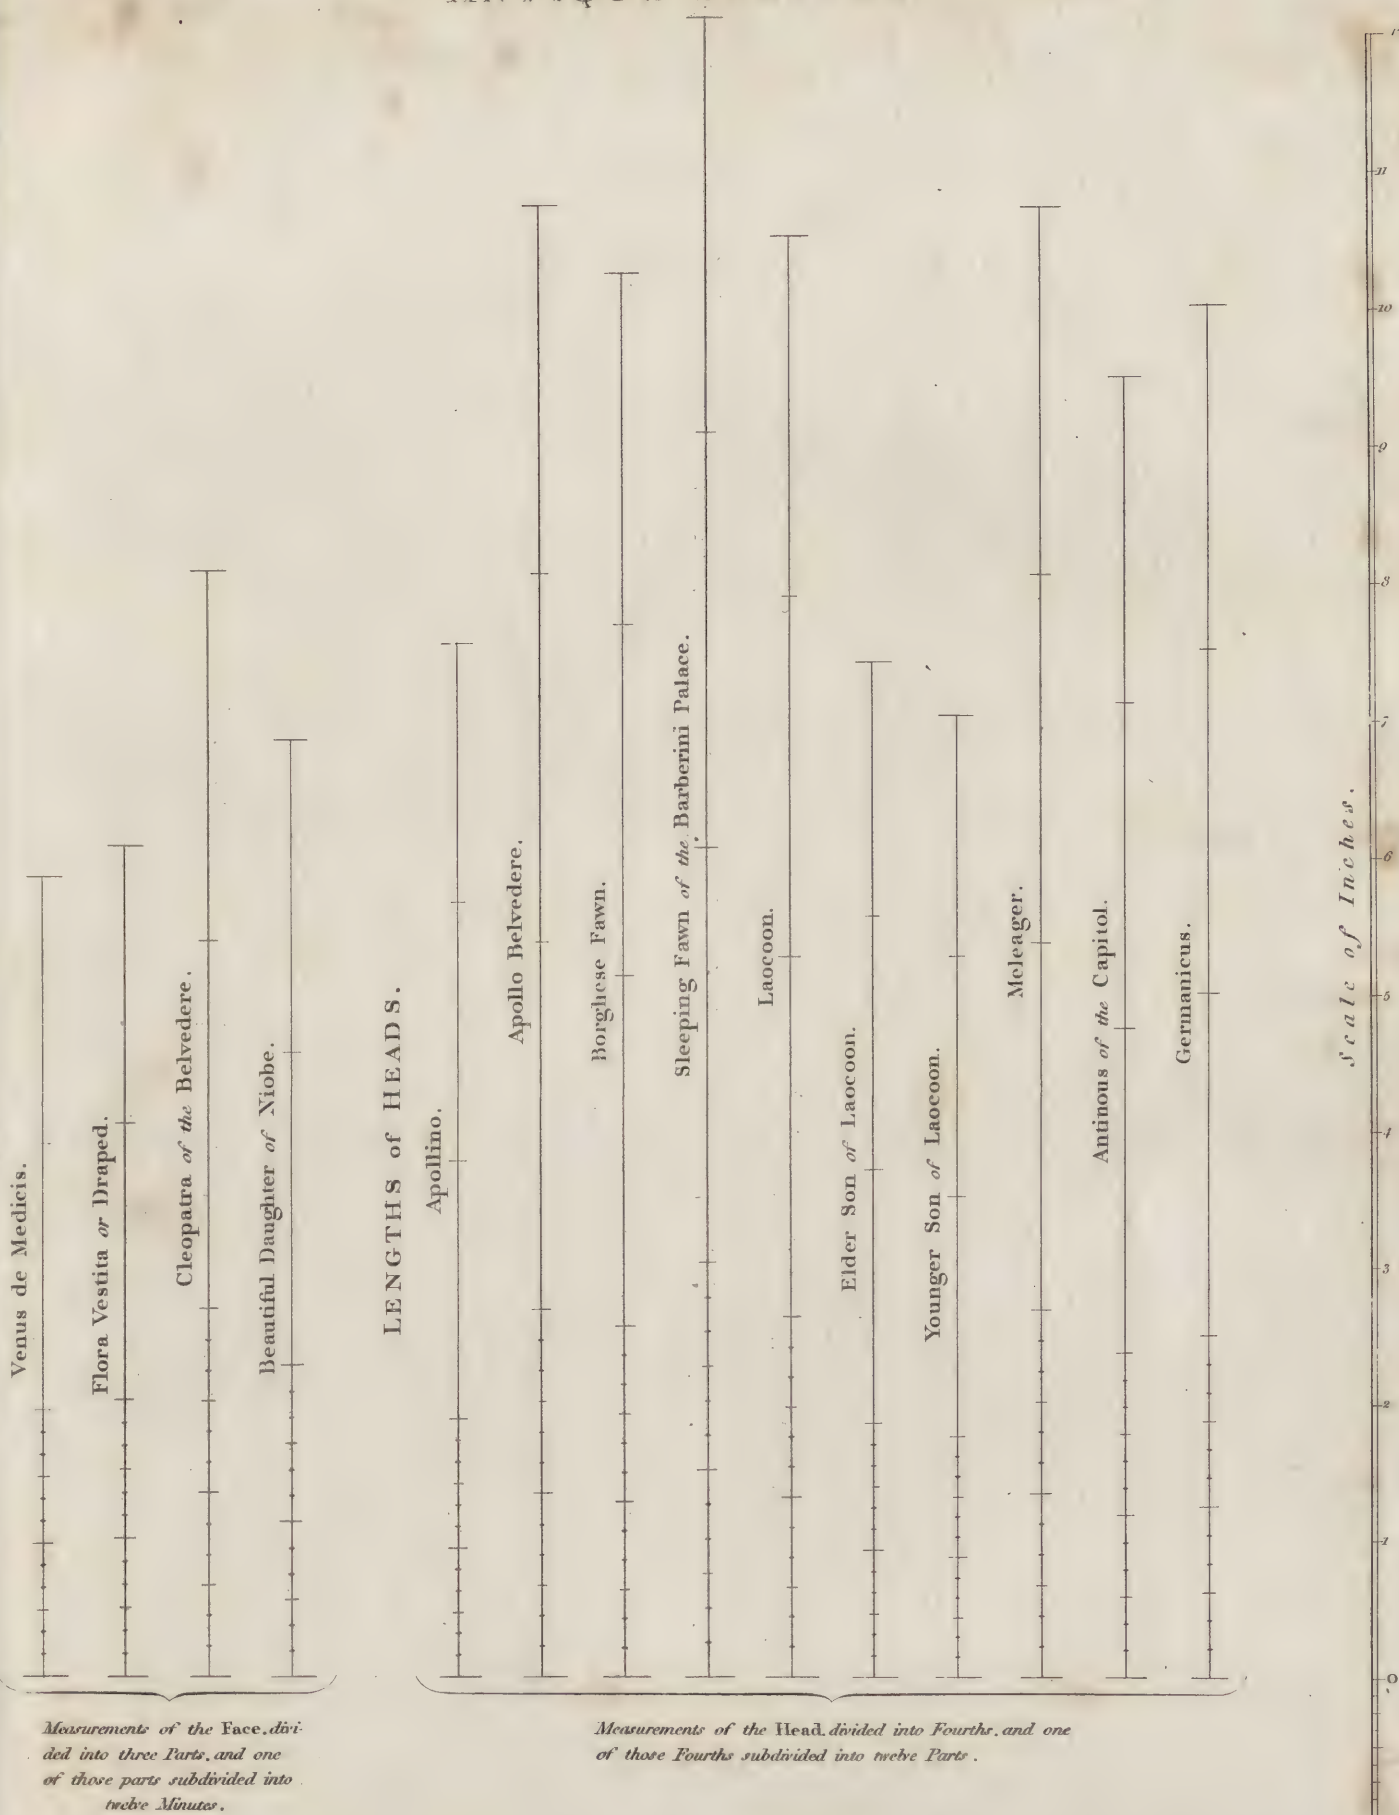 Venus de Medicis.
Flora Vestita or Draped.
Cleopatra of the Belvedere.
Beautiful Daughter of Niobe.
LENGTHS of HEADS.
Apollino.
Apollo Belvedere.
Borghese Fawn.
Sleeping Fawn of the Barberini Palace.
Laocoon.
Elder Son of Laocoon.
Younger Son of Laocoon.
Meleager.
Antinous of the Capitol.
Germanicus.
Scale of Inches.
11
10
9
8
7
6
5
4
3
2
1
0
Measurements of the Face, divi-
ded into three Parts, and one
of those parts subdivided into
twelve Minutes.
Measurements of the Head, divided into Fourths, and one
of those Fourths subdivided into twelve Parts.